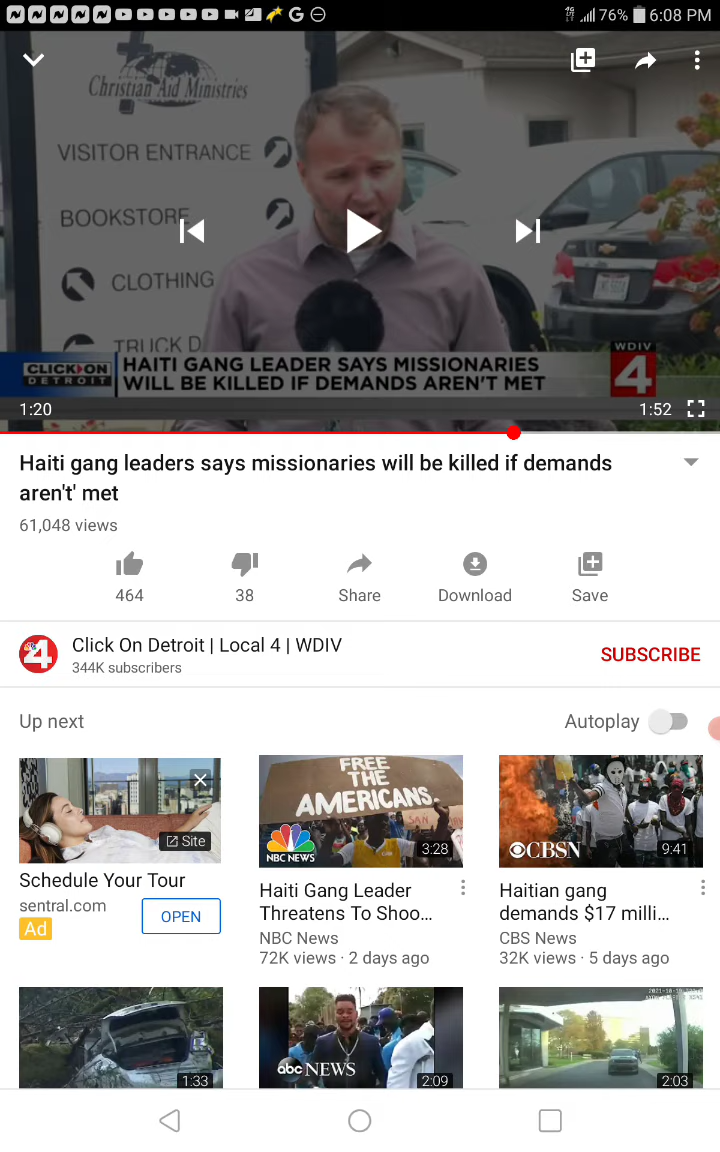 76% 6:08 PM
Christian Aid Ministries
VISITOR ENTRANCE
BOOKSTORE
CLOTHING
TRUCK D
WDIV
4
CLICK ON
DETROIT
HAITI GANG LEADER SAYS MISSIONARIES
WILL BE KILLED IF DEMANDS AREN'T MET
1:20
1:52
Haiti gang leaders says missionaries will be killed if demands
aren't' met
61,048 views
464
38
Share
Download
Save
4
Click On Detroit | Local 4 | WDIV
344K subscribers
SUBSCRIBE
Up next
Autoplay
Site
Schedule Your Tour
sentral.com
Ad
OPEN
FREE
THE
AMERICANS.
SAN
NBC NEWS
3:28
Haiti Gang Leader
Threatens To Shoo...
NBC News
72K views · 2 days ago
CBSN
9:41
Haitian gang
demands $17 milli...
CBS News
32K views · 5 days ago
1:33
abc NEWS
2:09
2:03